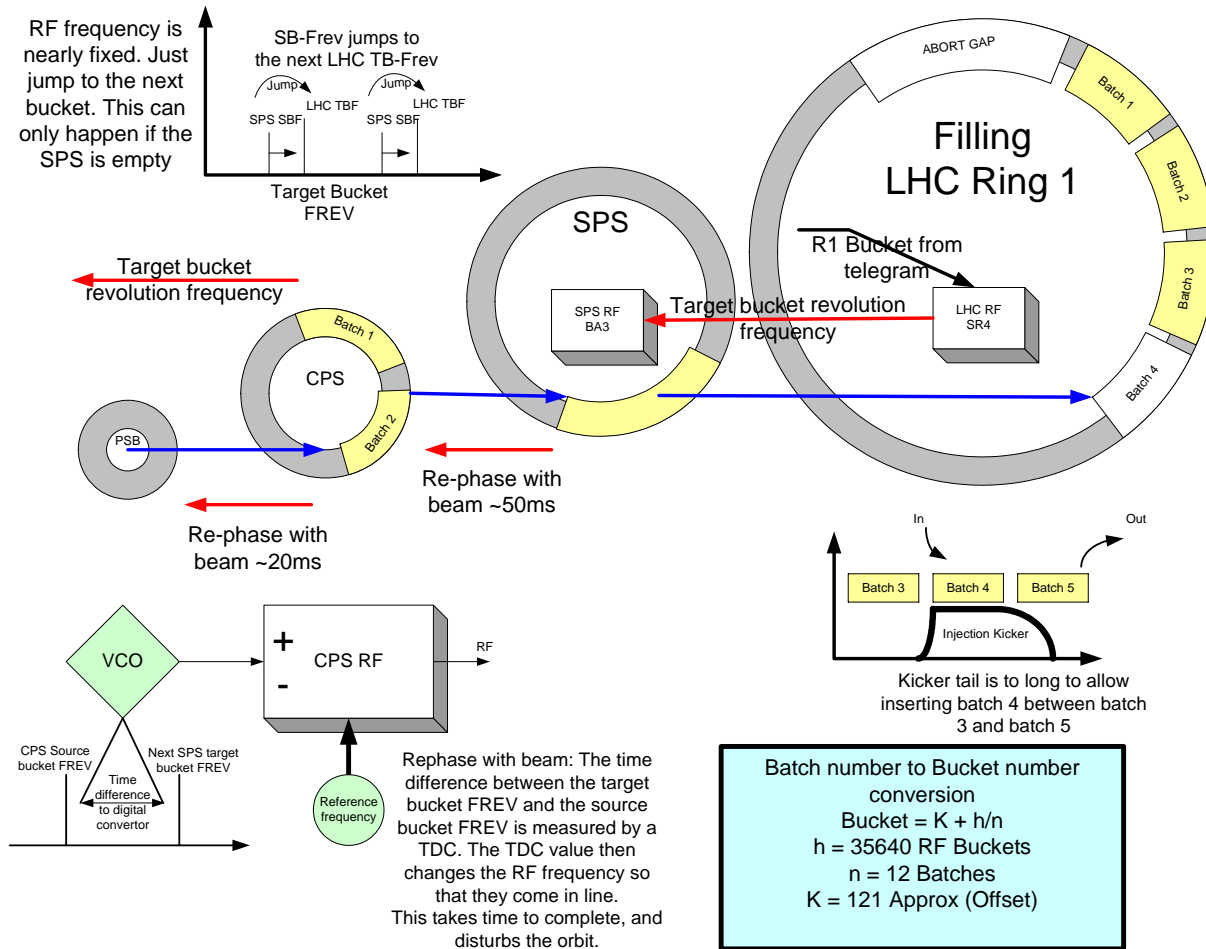 RF frequency is
nearly fixed. Just
jump to the next
bucket. This can
only happen if the
SPS is empty
SB-Frev jumps to
the next LHC TB-Frev
Jump
Jump
LHC TBF
LHC TBF
SPS SBF
SPS SBF
Target Bucket
FREV
ABORT GAP
Batch 1
Batch 2
Batch 3
Batch 4
Filling
LHC Ring 1
R1 Bucket from
telegram
LHC RF
SR4
SPS
SPS RF
BA3
Target bucket revolution
frequency
Target bucket
revolution frequency
Batch 1
CPS
Batch 2
PSB
Re-phase with
beam ~50ms
Re-phase with
beam ~20ms
In
Out
Batch 3
Batch 4
Batch 5
Injection Kicker
Kicker tail is to long to allow
inserting batch 4 between batch
3 and batch 5
VCO
+
-
CPS RF
RF
CPS Source
bucket FREV
Next SPS target
bucket FREV
Time
difference
to digital
convertor
Reference
frequency
Rephase with beam: The time
difference between the target
bucket FREV and the source
bucket FREV is measured by a
TDC. The TDC value then
changes the RF frequency so
that they come in line.
This takes time to complete, and
disturbs the orbit.
Batch number to Bucket number
conversion
Bucket = K + h/n
h = 35640 RF Buckets
n = 12 Batches
K = 121 Approx (Offset)